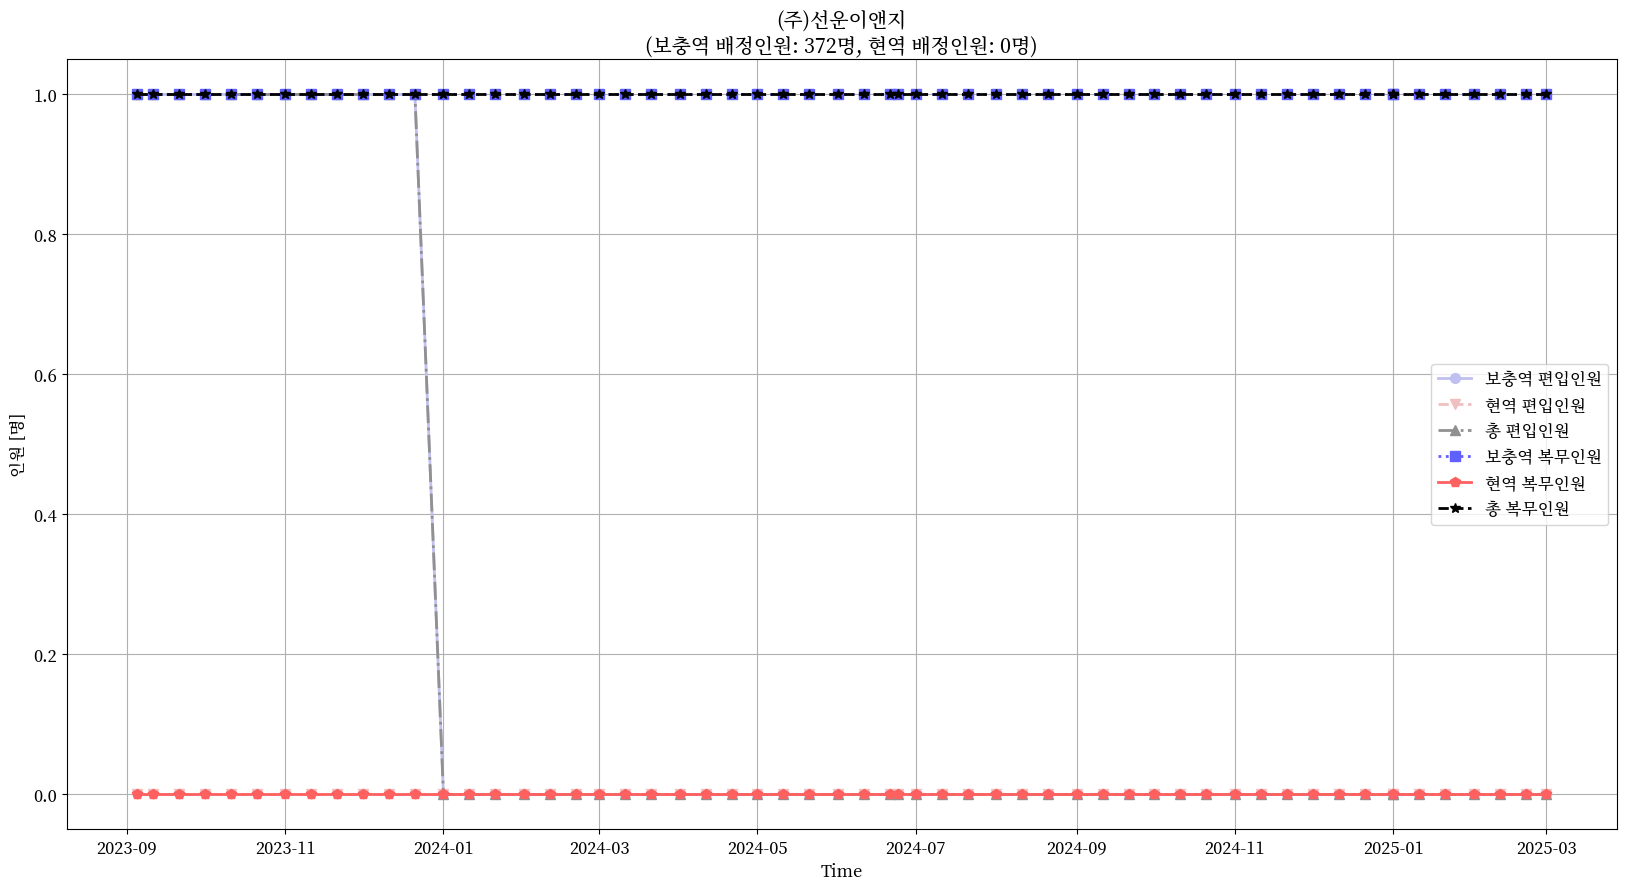 (주)선운이앤지
(보충역 배정인원: 372명, 현역 배정인원: 0명)
인원 [명]
1.0
0.8
0.6
0.4
0.2
0.0
보충역 편입인원
현역 편입인원
총 편입인원
보충역 복무인원
현역 복무인원
총 복무인원
2023-09 2023-11 2024-01 2024-03 2024-05 2024-07 2024-09 2024-11 2025-01 2025-03
Time